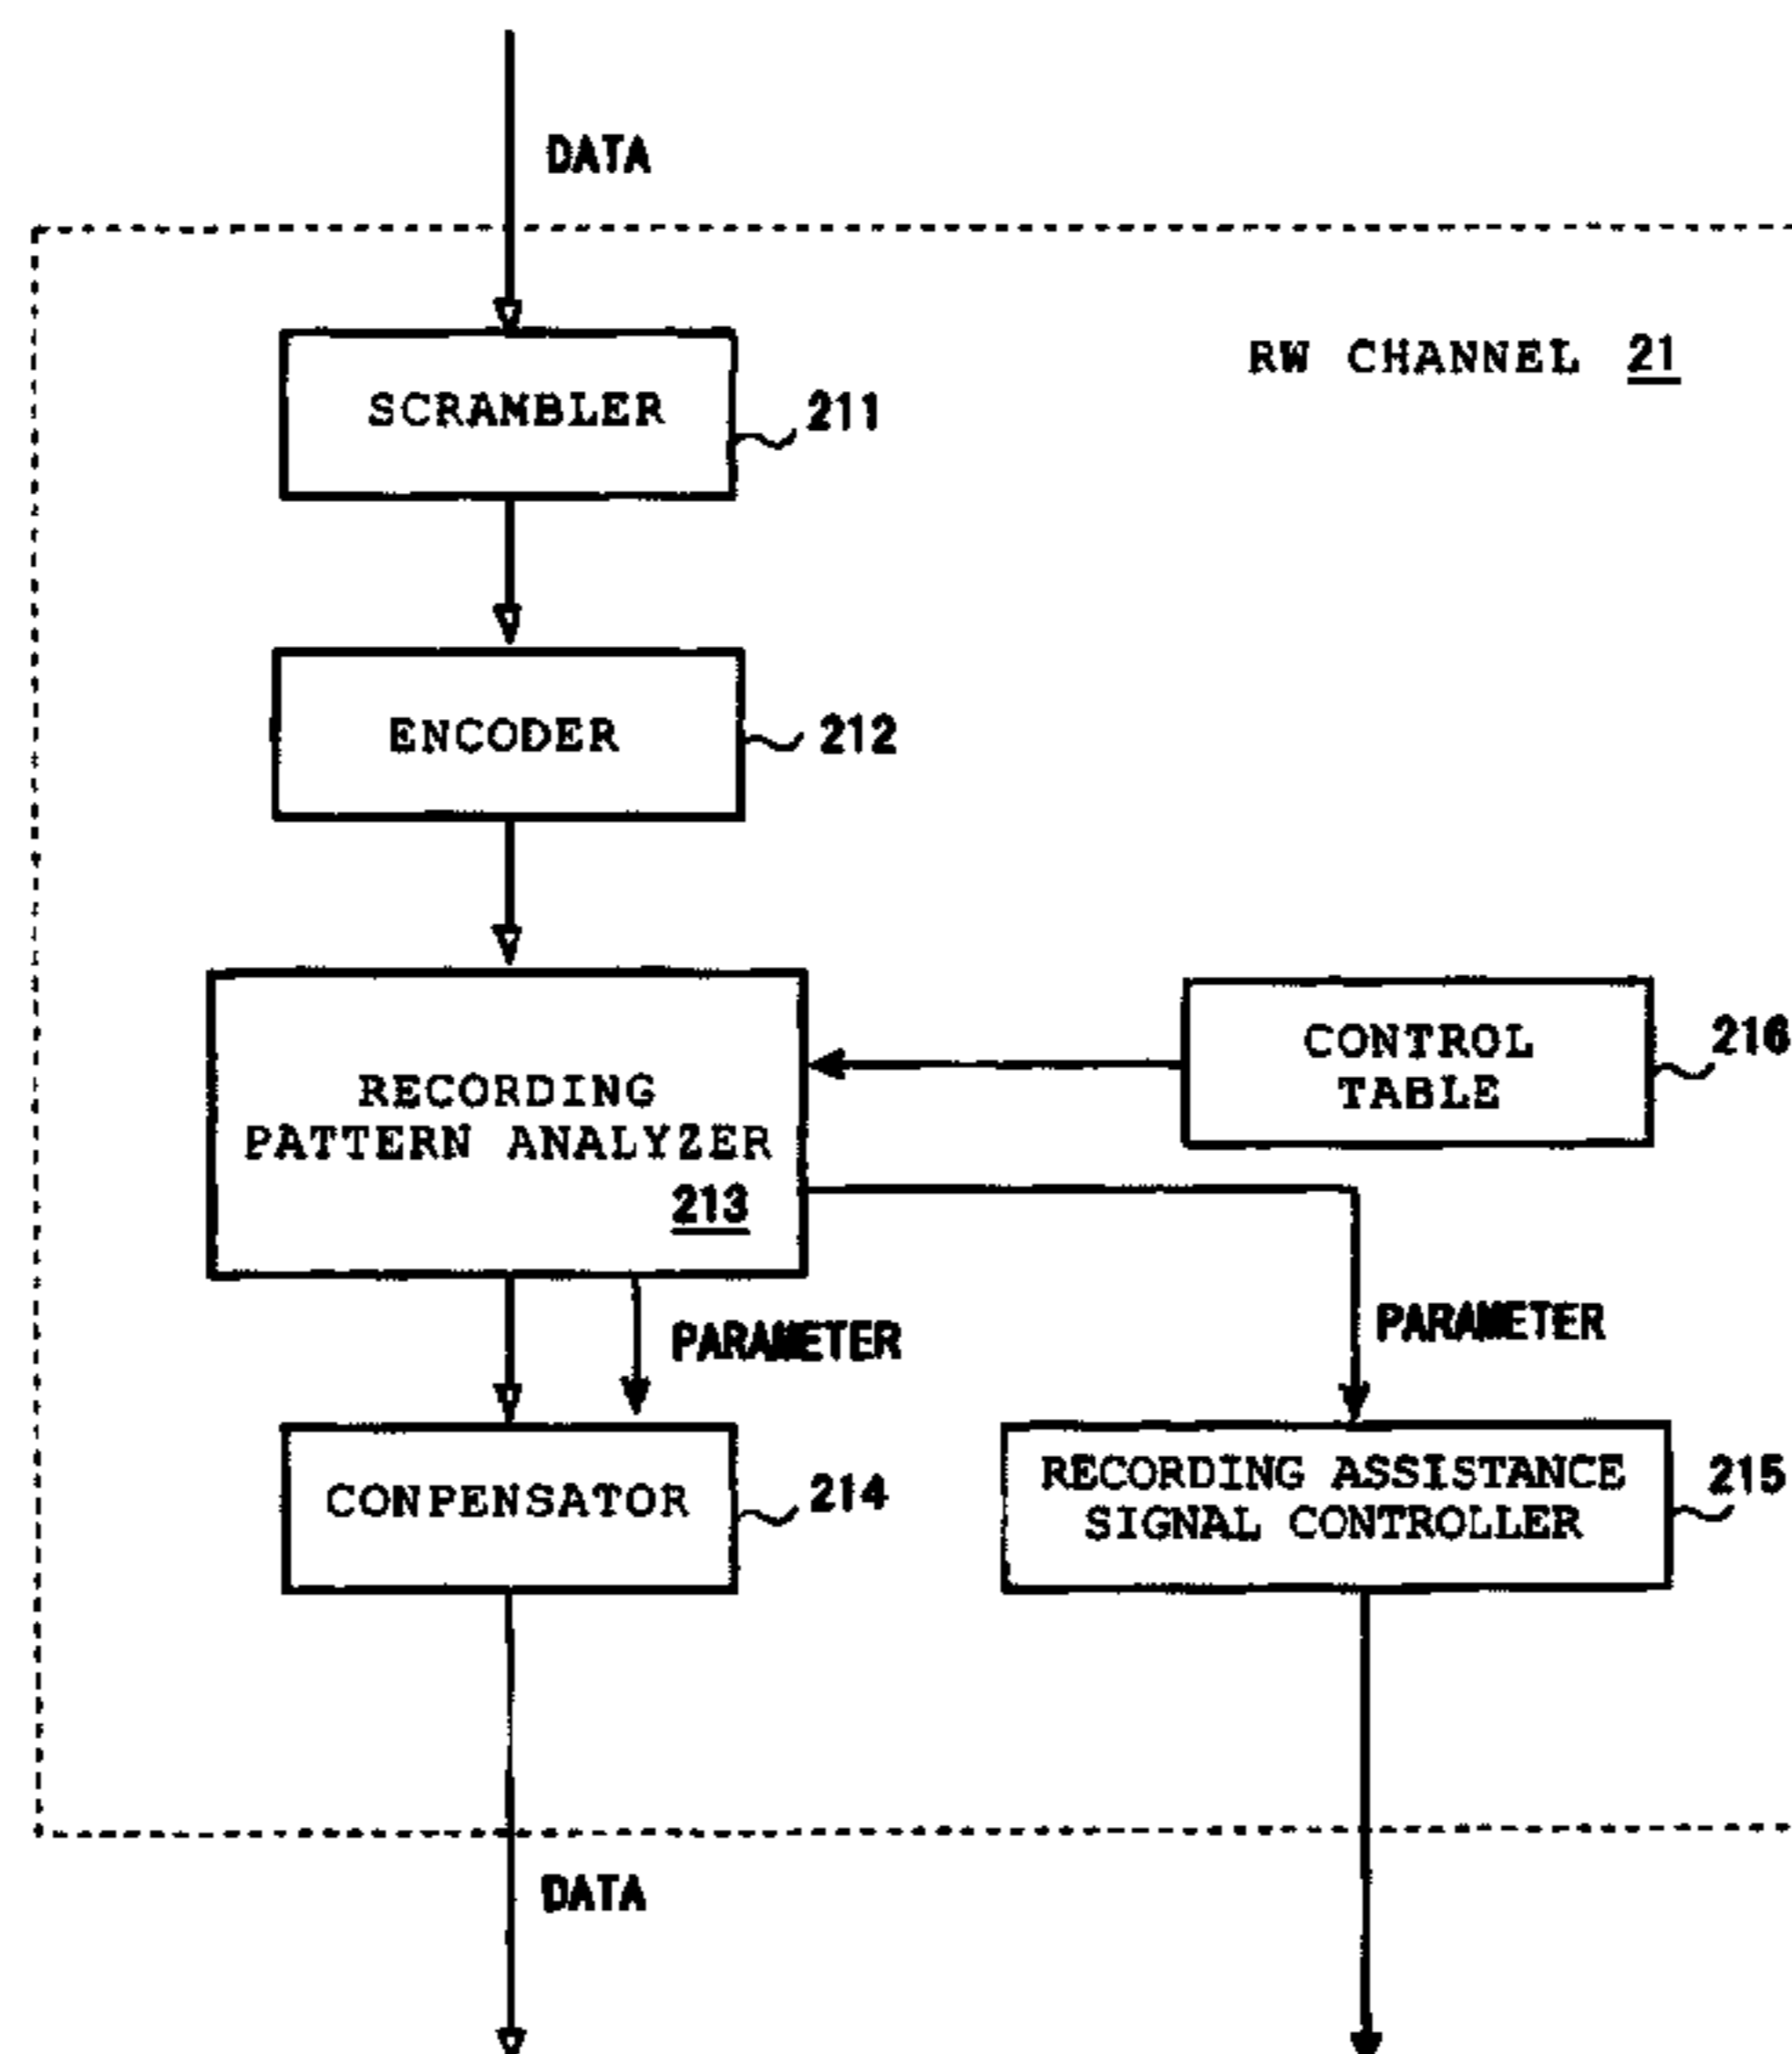 DATA
RW CHANNEL 21
SCRAMBLER
211
ENCODER
212
RECORDING
PATTERN ANALYZER
213
CONTROL
TABLE
216
PARAMETER
PARAMETER
CONPENSATOR
214
RECORDING ASSISTANCE
SIGNAL CONTROLLER
215
DATA